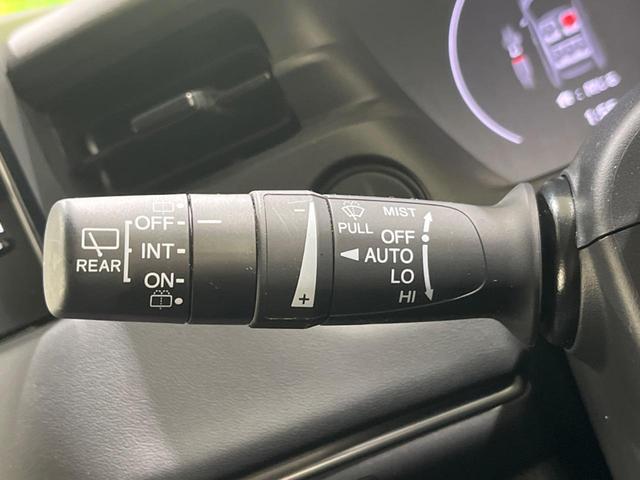 OFF
INT
ON
REAR
MIST
PULL
OFF
AUTO
LO
HI